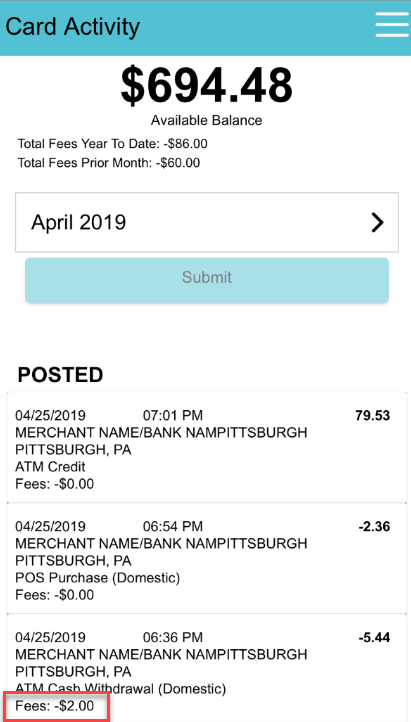 Card Activity
$694.48
Available Balance
Total Fees Year To Date: -$86.00
Total Fees Prior Month: -$60.00
April 2019
Submit
POSTED
04/25/2019 07:01 PM 79.53
MERCHANT NAME/BANK NAMPITTSBURGH
PITTSBURGH, PA
ATM Credit
Fees: -$0.00
04/25/2019 06:54 PM -2.36
MERCHANT NAME/BANK NAMPITTSBURGH
PITTSBURGH, PA
POS Purchase (Domestic)
Fees: -$0.00
04/25/2019 06:36 PM -5.44
MERCHANT NAME/BANK NAMPITTSBURGH
PITTSBURGH, PA
ATM Cash Withdrawal (Domestic)
Fees: -$2.00